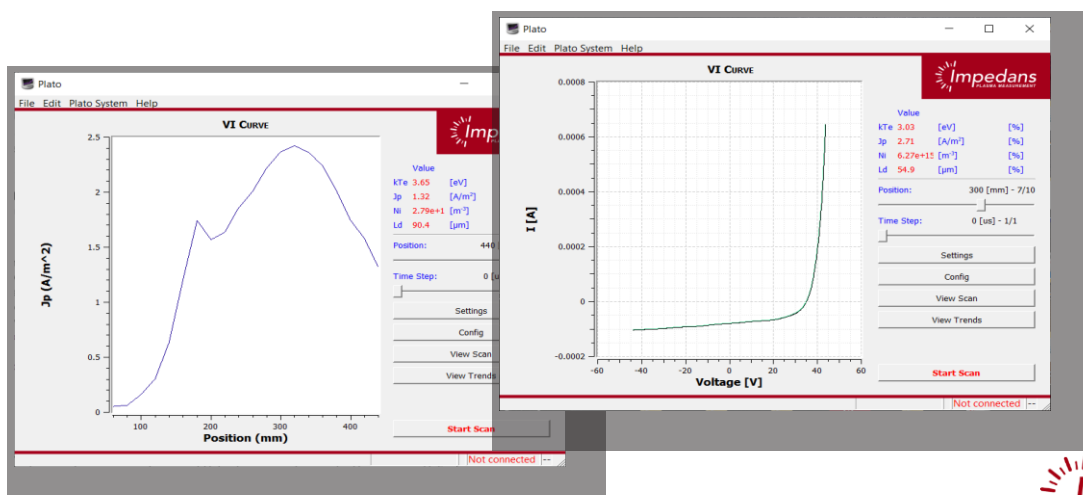 Plato
File Edit Plato System Help
VI CURVE
2.5
2
1.5
1
0.5
0
Jp (A/m^2)
100 200 300 400
Position (mm)
Imp
Value
kTe 3.65 [eV]
Jp 1.32 [A/m²]
Ni 2.79e+1 [m⁻³]
Ld 90.4 [µm]
Position: 440
Time Step: 0 [u
Settings
Config
View Scan
View Trends
Start Scan
Not connected --
Plato
File Edit Plato System Help
VI CURVE
0.0008
0.0006
0.0004
0.0002
0
-0.0002
I [A]
-60 -40 -20 0 20 40 60
Voltage [V]
Impedans
PLASMA MEASUREMENT
Value
kTe 3.03 [eV] [%]
Jp 2.71 [A/m²] [%]
Ni 6.27e+15 [m⁻³] [%]
Ld 54.9 [µm] [%]
Position: 300 [mm] - 7/10
Time Step: 0 [us] - 1/1
Settings
Config
View Scan
View Trends
Start Scan
Not connected --